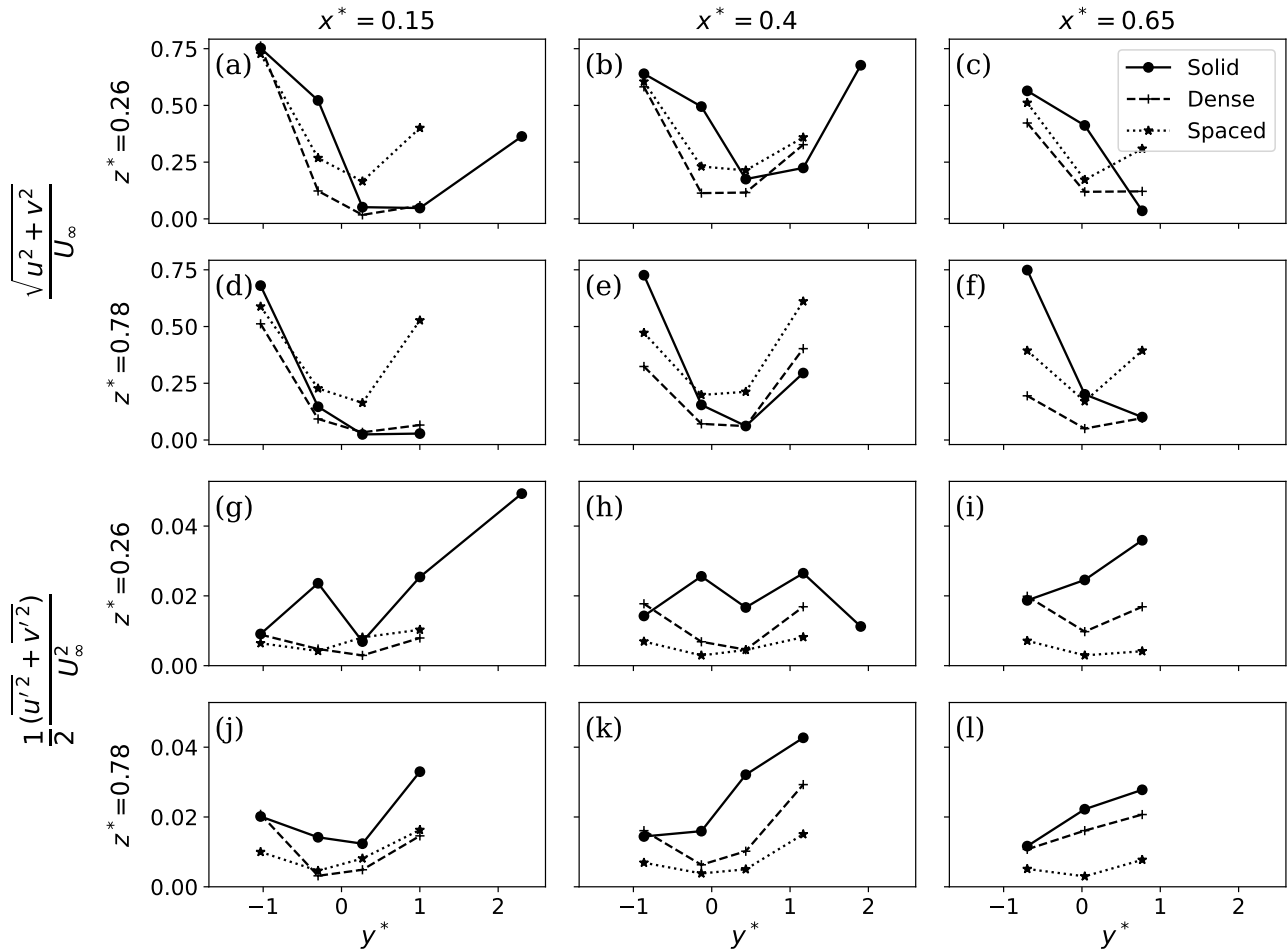 x* = 0.15 x* = 0.4 x* = 0.65
z*=0.26
0.75
0.50
0.25
0.00
(a)
(b)
(c)
Solid
Dense
Spaced
√u² + v²
U∞
z*=0.78
0.75
0.50
0.25
0.00
(d)
(e)
(f)
z*=0.26
0.04
0.02
0.00
(g)
(h)
(i)
1 (u′² + v′²)
2 U∞²
z*=0.78
0.04
0.02
0.00
(j)
(k)
(l)
−1 0 1 2 −1 0 1 2 −1 0 1 2
y* y* y*